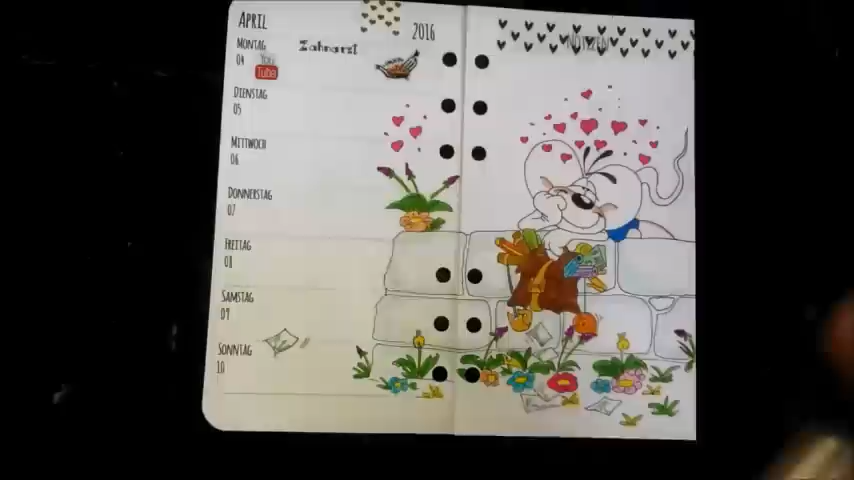 APRIL
2016
MONTAG
04
You
Tube
Zahnarzt
DIENSTAG
05
MITTWOCH
06
DONNERSTAG
07
FREITAG
08
SAMSTAG
09
SONNTAG
10
NOTIZEN